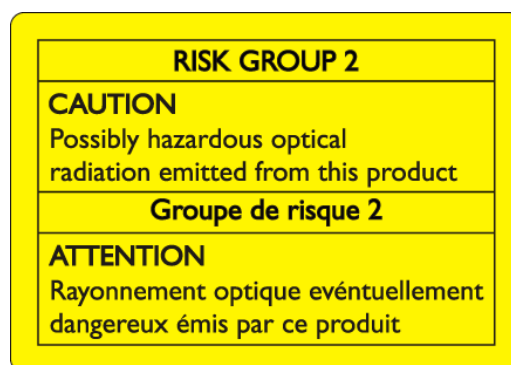 RISK GROUP 2
CAUTION
Possibly hazardous optical
radiation emitted from this product
Groupe de risque 2
ATTENTION
Rayonnement optique evéntuellement
dangereux émis par ce produit